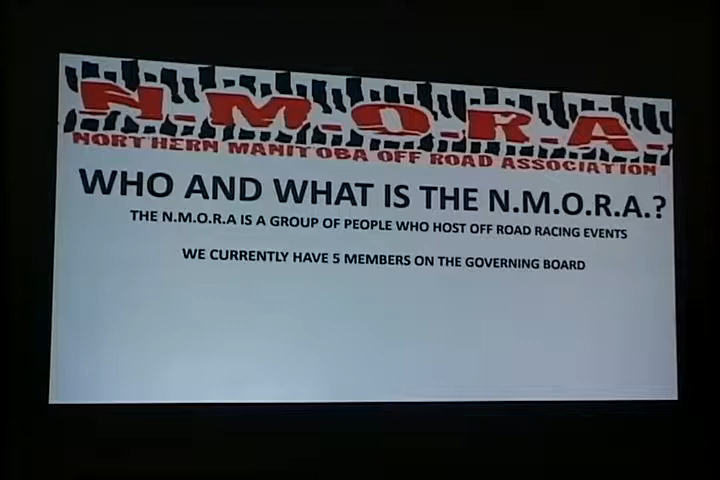 N.M.O.R.A.
NORTHERN MANITOBA OFF ROAD ASSOCIATION
WHO AND WHAT IS THE N.M.O.R.A.?
THE N.M.O.R.A IS A GROUP OF PEOPLE WHO HOST OFF ROAD RACING EVENTS
WE CURRENTLY HAVE 5 MEMBERS ON THE GOVERNING BOARD